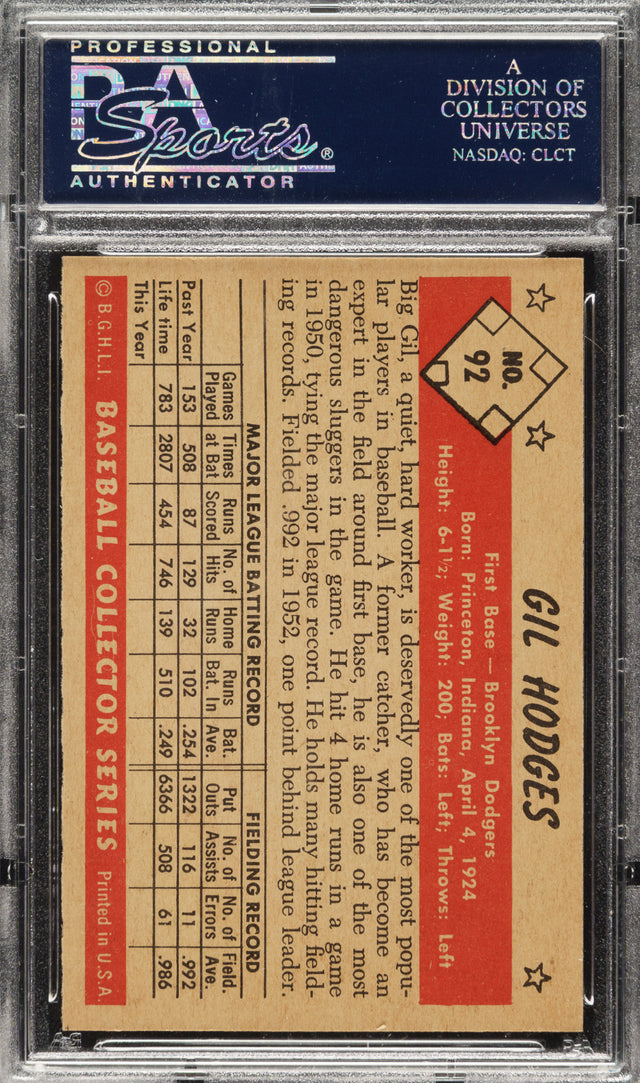 PROFESSIONAL
PSA
Sports®
AUTHENTICATOR
A
DIVISION OF
COLLECTORS
UNIVERSE
NASDAQ: CLCT
NO.
92
GIL HODGES
First Base — Brooklyn Dodgers
Born: Princeton, Indiana, April 4, 1924
Height: 6-1½; Weight: 200; Bats: Left; Throws: Left
Big Gil, a quiet, hard worker, is deservedly one of the most popu-
lar players in baseball. A former catcher, who has become an
expert in the field around first base, he is also one of the most
dangerous sluggers in the game. He hit 4 home runs in a game
in 1950, tying the major league record. He holds many hitting field-
ing records. Fielded .992 in 1952, one point behind league leader.
MAJOR LEAGUE BATTING RECORD FIELDING RECORD
Games Times Runs No. of Home Runs Bat. Put No. of No. of Field.
Played at Bat Scored Hits Runs Bat. In Ave. Outs Assists Errors Ave.
Past Year 153 508 87 129 32 102 .254 1322 116 11 .992
Life time 783 2807 454 746 139 510 .249 6366 508 61 .986
This Year
© B.G.H.L.I. BASEBALL COLLECTOR SERIES Printed in U.S.A.